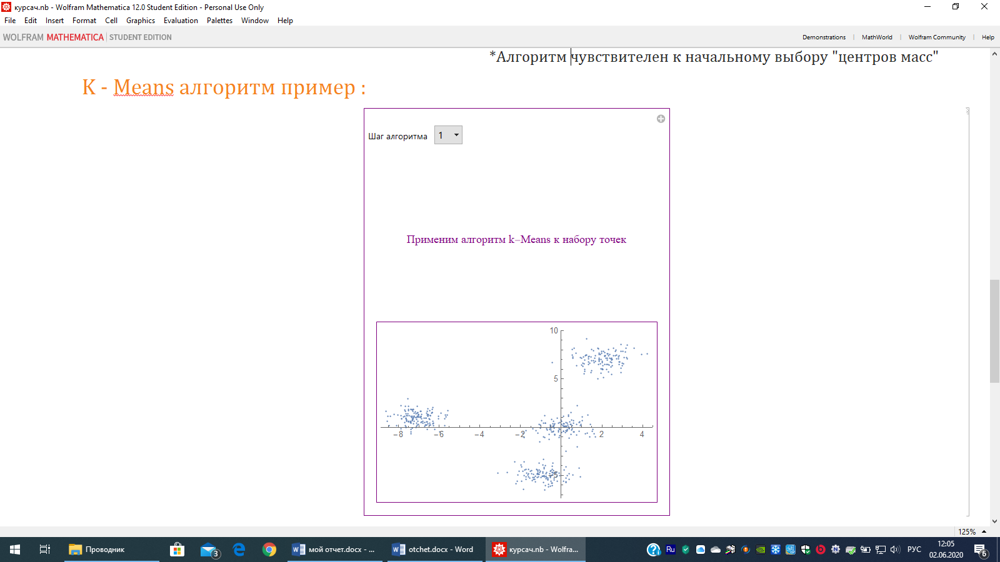 курсач.nb - Wolfram Mathematica 12.0 Student Edition - Personal Use Only
File Edit Insert Format Cell Graphics Evaluation Palettes Window Help
WOLFRAM MATHEMATICA | STUDENT EDITION
Demonstrations | MathWorld | Wolfram Community | Help
*Алгоритм чувствителен к начальному выбору "центров масс"
K - Means алгоритм пример :
Шаг алгоритма 1
Применим алгоритм k–Means к набору точек
10
5
−8 −6 −4 −2 2 4
−5
125%
Проводник
3
мой отчет.docx - ...
otchet.docx - Word
курсач.nb - Wolfra...
Ru
РУС
12:05
02.06.2020
6